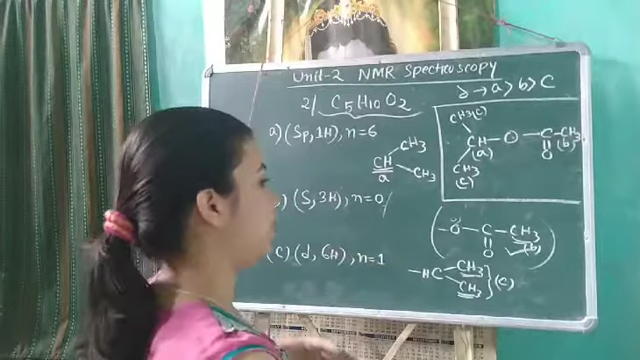 Unit-2 NMR Spectroscopy
2/ C5H10O2
a) (Sp, 1H), n=6
CH
CH3
CH3
a
) (S, 3H), n=0
(c) (d, 6H), n=1
δ → a > b > c
CH3(c)
CH — O — C — CH3
(a) O (b)
CH3
(c)
(-O — C — CH3)
O (b)
-HC
CH3
CH3
(c)